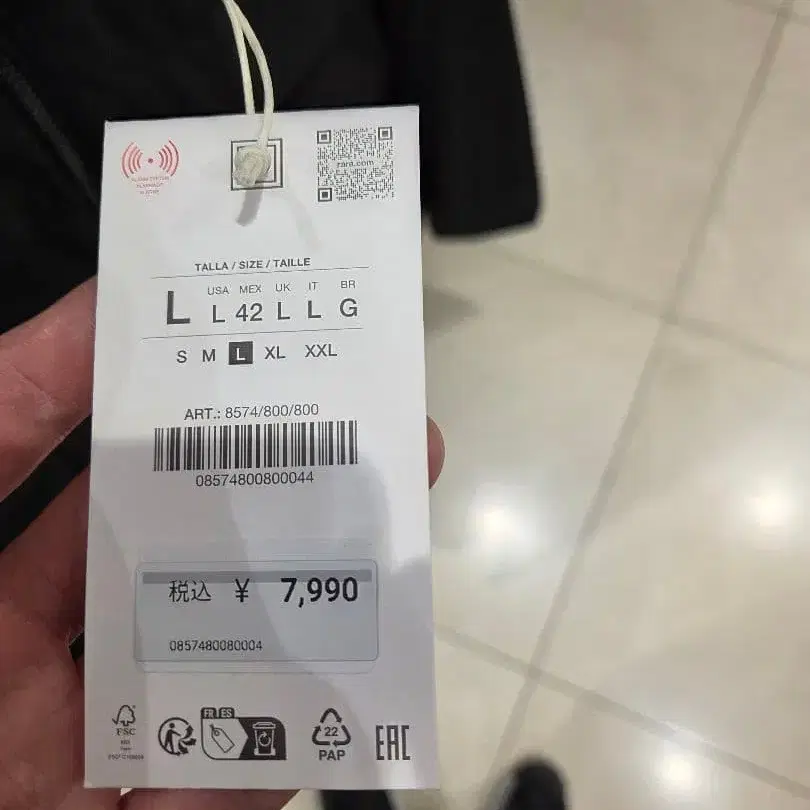 zara.com
TALLA / SIZE / TAILLE
USA MEX UK IT BR
L L 42 L L G
S M L XL XXL
ART.: 8574/800/800
08574800800044
税込 ¥ 7,990
0857480080004
FR ES
FSC
22
PAP
EAC